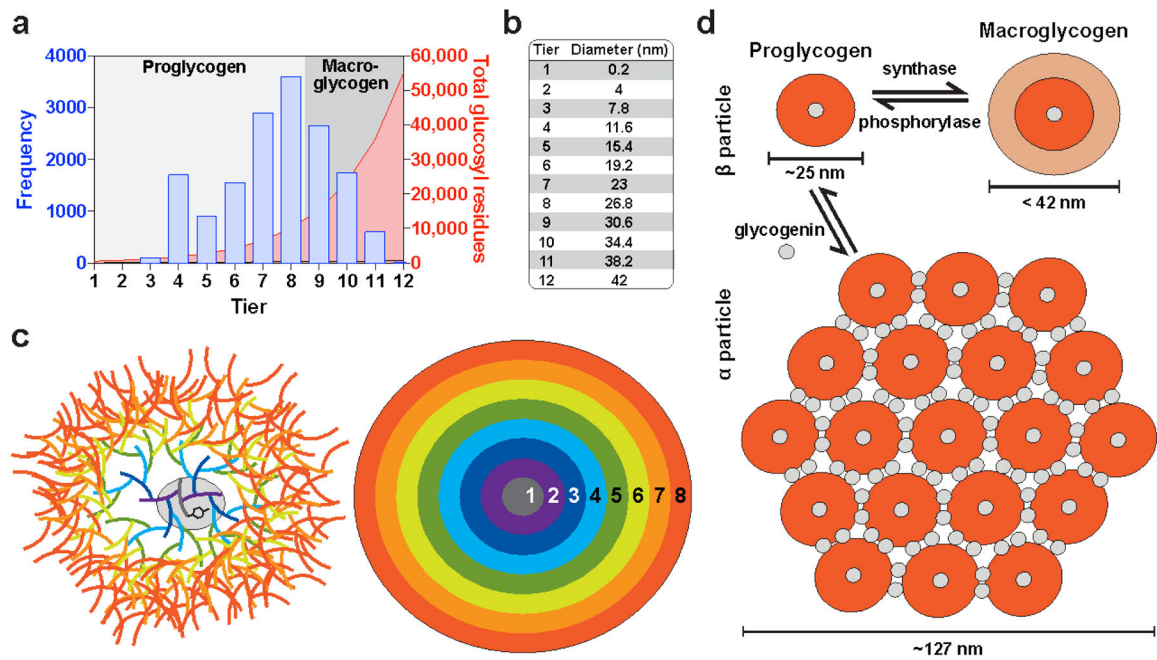 a
4000
3000
2000
1000
0
Frequency
Proglycogen
Macro-
glycogen
60,000
50,000
40,000
30,000
20,000
10,000
0
Total glucosyl residues
1 2 3 4 5 6 7 8 9 10 11 12
Tier
b
Tier Diameter (nm)
1 0.2
2 4
3 7.8
4 11.6
5 15.4
6 19.2
7 23
8 26.8
9 30.6
10 34.4
11 38.2
12 42
c
1 2 3 4 5 6 7 8
d
Proglycogen
Macroglycogen
synthase
phosphorylase
β particle
~25 nm
< 42 nm
glycogenin
α particle
~127 nm